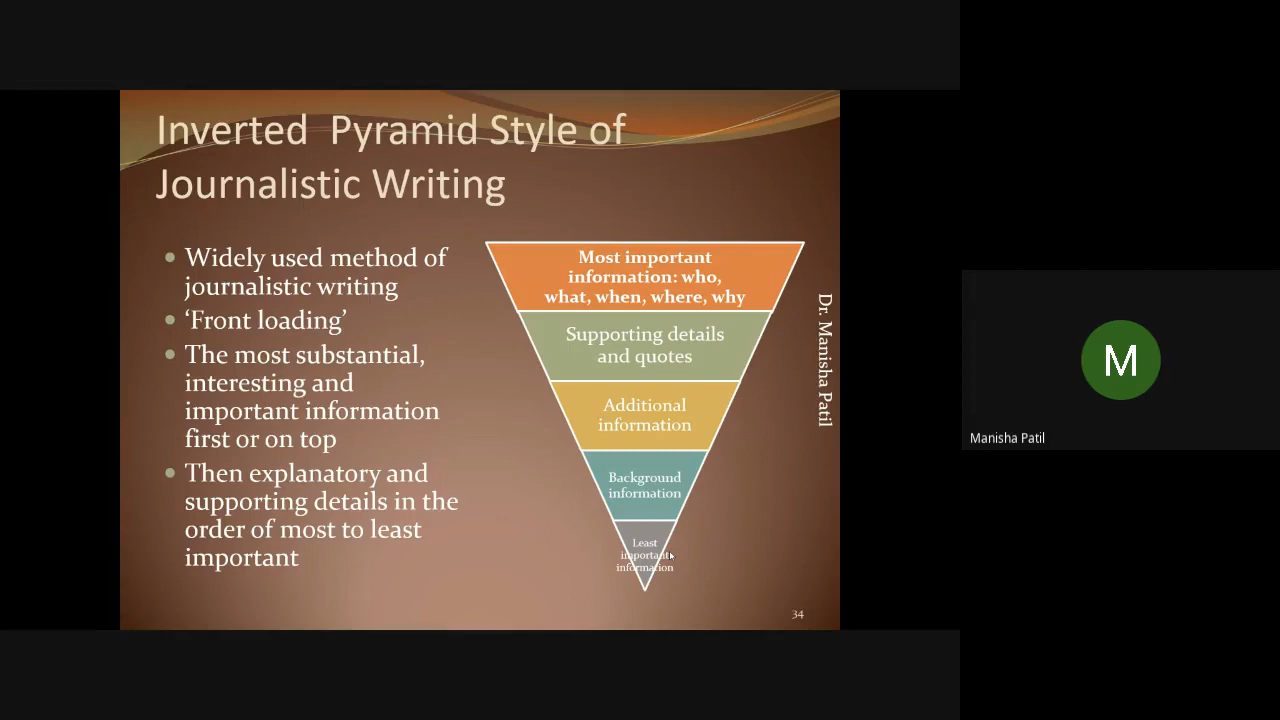 Inverted Pyramid Style of
Journalistic Writing
Widely used method of
journalistic writing
‘Front loading’
The most substantial,
interesting and
important information
first or on top
Then explanatory and
supporting details in the
order of most to least
important
Most important
information: who,
what, when, where, why
Supporting details
and quotes
Additional
information
Background
information
Least
important
information
Dr. Manisha Patil
34
M
Manisha Patil